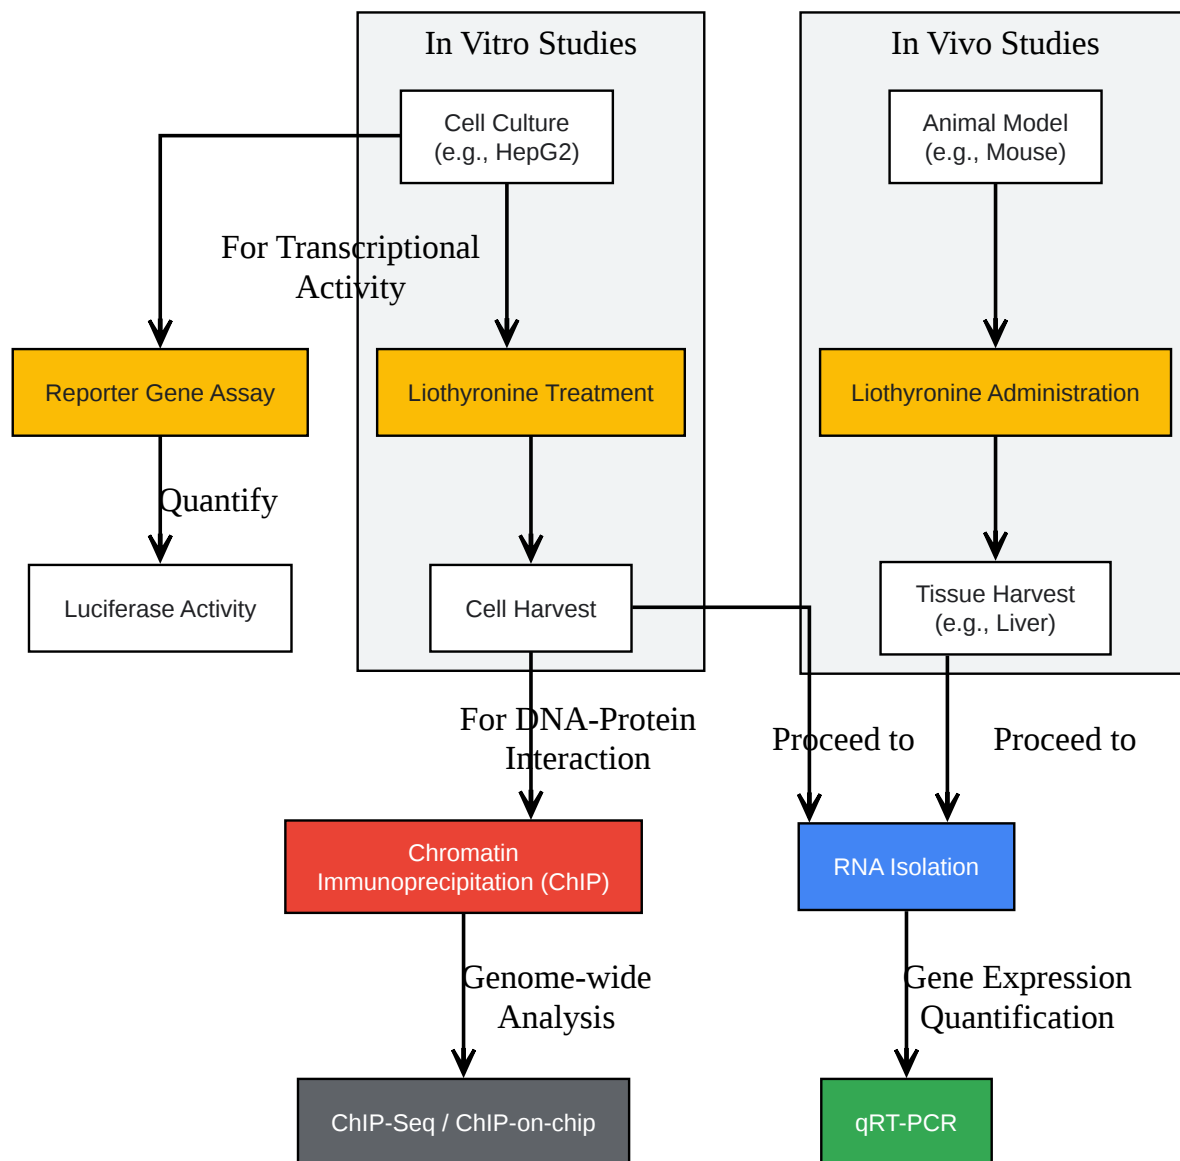 In Vitro Studies
In Vivo Studies
Cell Culture
(e.g., HepG2)
Animal Model
(e.g., Mouse)
For Transcriptional
Activity
Reporter Gene Assay
Liothyronine Treatment
Liothyronine Administration
Quantify
Luciferase Activity
Cell Harvest
Tissue Harvest
(e.g., Liver)
For DNA-Protein
Interaction
Proceed to
Proceed to
Chromatin
Immunoprecipitation (ChIP)
RNA Isolation
Genome-wide
Analysis
Gene Expression
Quantification
ChIP-Seq / ChIP-on-chip
qRT-PCR